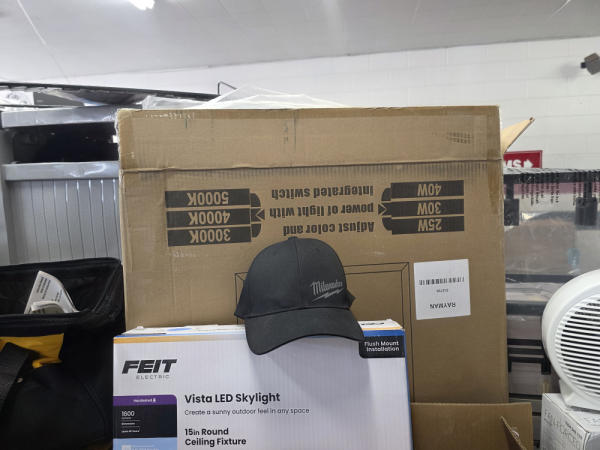 5000K
4000K
3000K
Adjust color and
power of light with
Integrated switch
40W
30W
25W
RAYMAN
Milwaukee
FEIT
ELECTRIC
Flush Mount
Installation
Vista LED Skylight
Create a sunny outdoor feel in any space
15in Round
Ceiling Fixture
1600